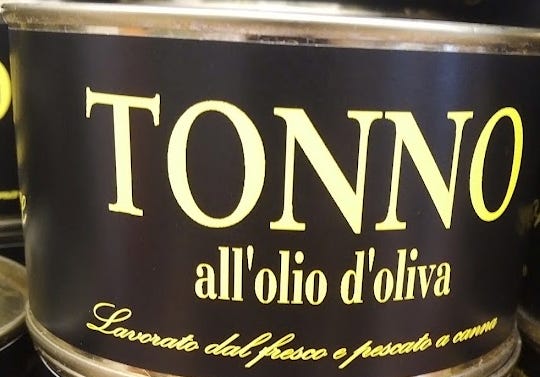 TONNO
all'olio d'oliva
Lavorato dal fresco e pescato a canna